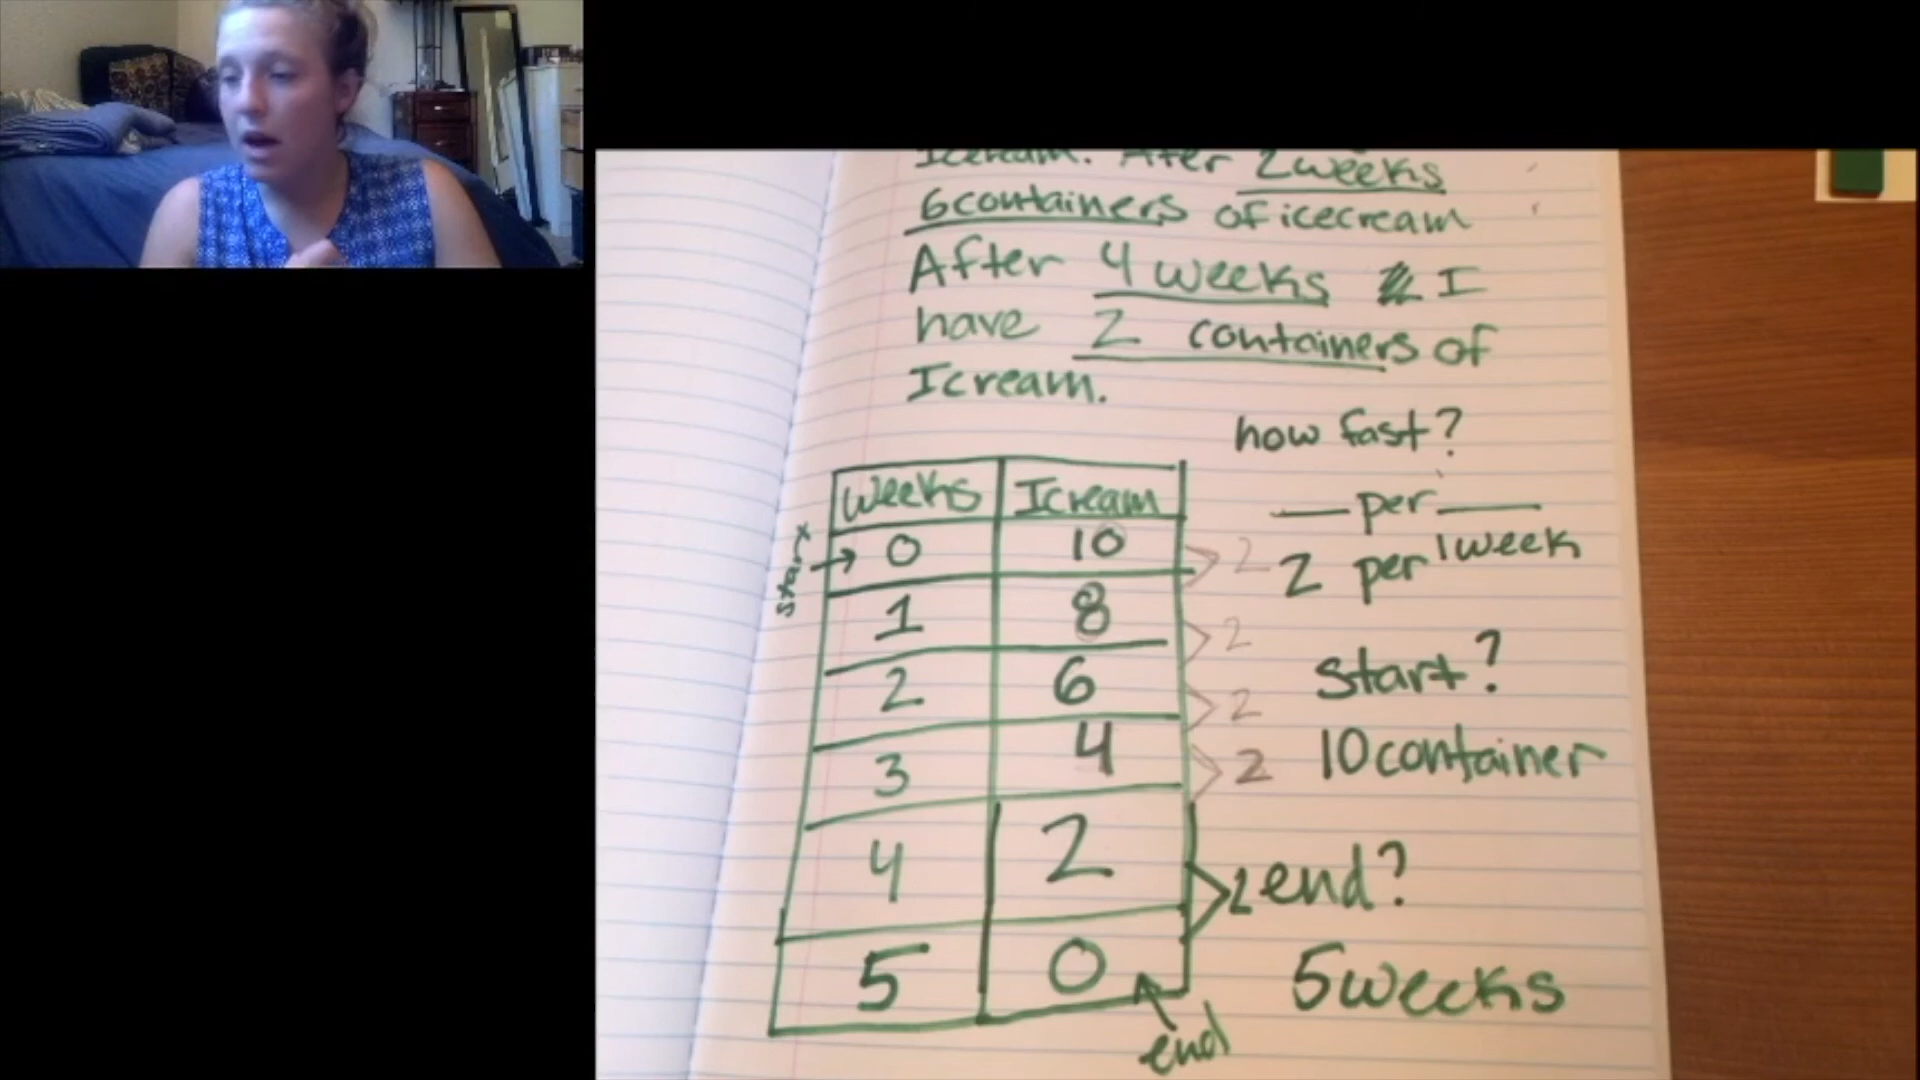 Icecream. After 2 weeks
6 containers of icecream
After 4 weeks I
have 2 containers of
Icream.
how fast?
weeks Icream
per
start → 0 10 2
2 per 1 week
1 8 2
start?
2 6 2
3 4 2
10 container
4 2 2
end?
5 0
5 weeks
end